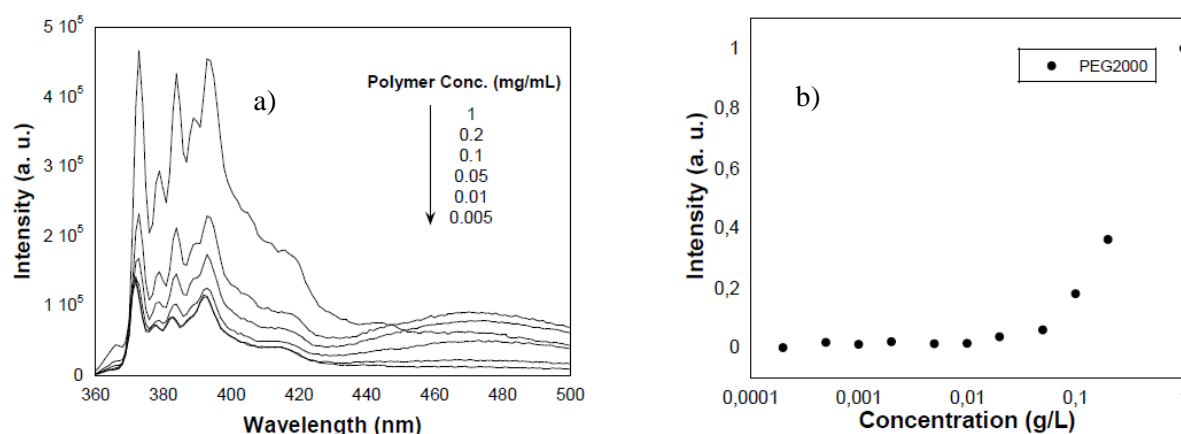 5 10⁵
4 10⁵
3 10⁵
2 10⁵
1 10⁵
0
Intensity (a. u.)
a)
Polymer Conc. (mg/mL)
1
0.2
0.1
0.05
0.01
0.005
360 380 400 420 440 460 480 500
Wavelength (nm)
1
0,8
0,6
0,4
0,2
0
Intensity (a. u.)
b)
PEG2000
0,0001 0,001 0,01 0,1
Concentration (g/L)